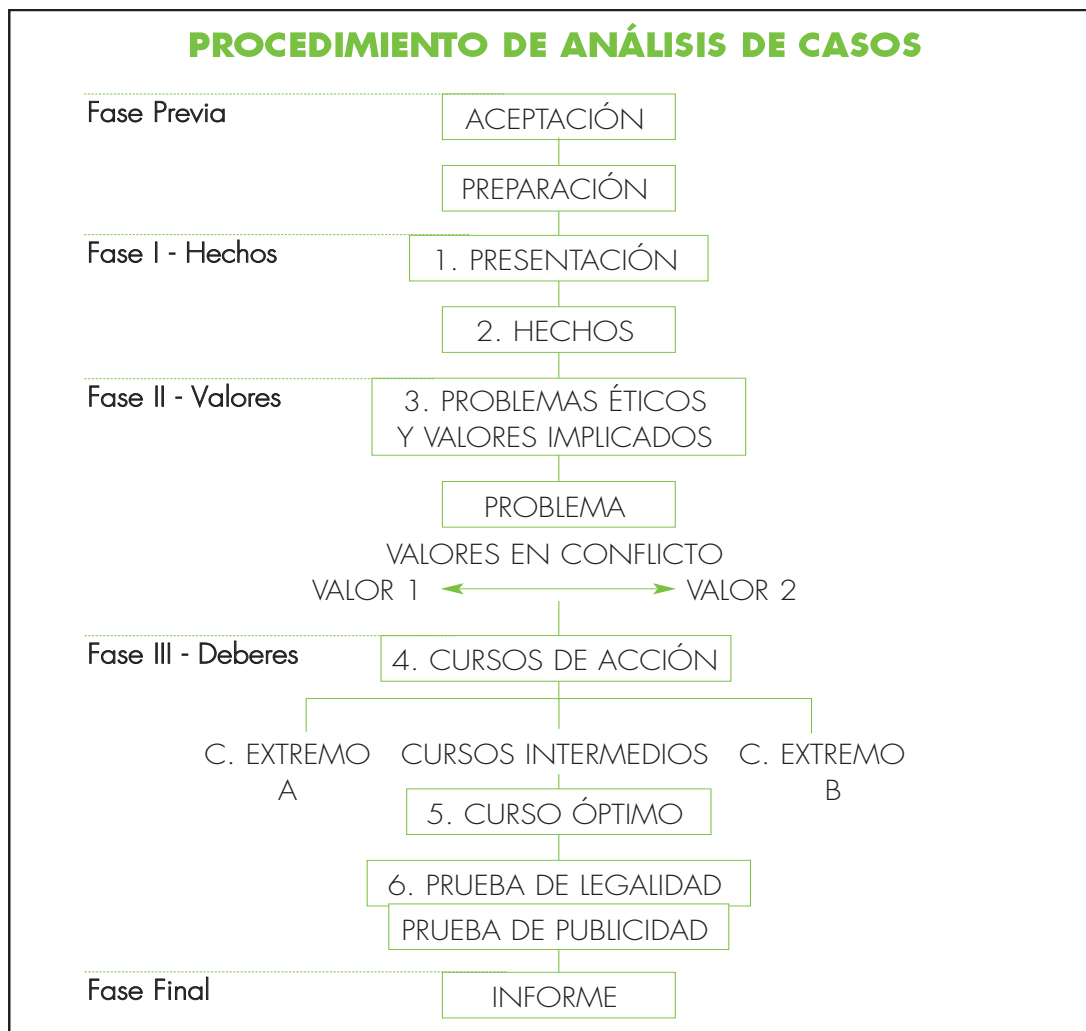 PROCEDIMIENTO DE ANÁLISIS DE CASOS
Fase Previa
ACEPTACIÓN
PREPARACIÓN
Fase I - Hechos
1. PRESENTACIÓN
2. HECHOS
Fase II - Valores
3. PROBLEMAS ÉTICOS
Y VALORES IMPLICADOS
PROBLEMA
VALORES EN CONFLICTO
VALOR 1
VALOR 2
Fase III - Deberes
4. CURSOS DE ACCIÓN
C. EXTREMO
A
CURSOS INTERMEDIOS
C. EXTREMO
B
5. CURSO ÓPTIMO
6. PRUEBA DE LEGALIDAD
PRUEBA DE PUBLICIDAD
Fase Final
INFORME